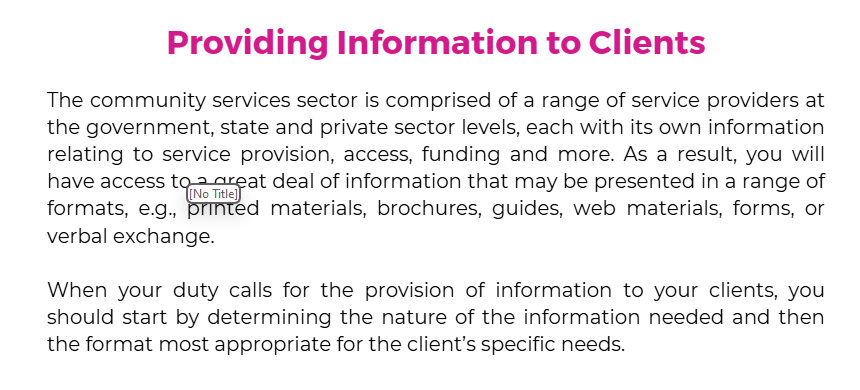 Providing Information to Clients
The community services sector is comprised of a range of service providers at
the government, state and private sector levels, each with its own information
relating to service provision, access, funding and more. As a result, you will
have access to a great deal of information that may be presented in a range of
[No Title]
formats, e.g., printed materials, brochures, guides, web materials, forms, or
verbal exchange.
When your duty calls for the provision of information to your clients, you
should start by determining the nature of the information needed and then
the format most appropriate for the client’s specific needs.